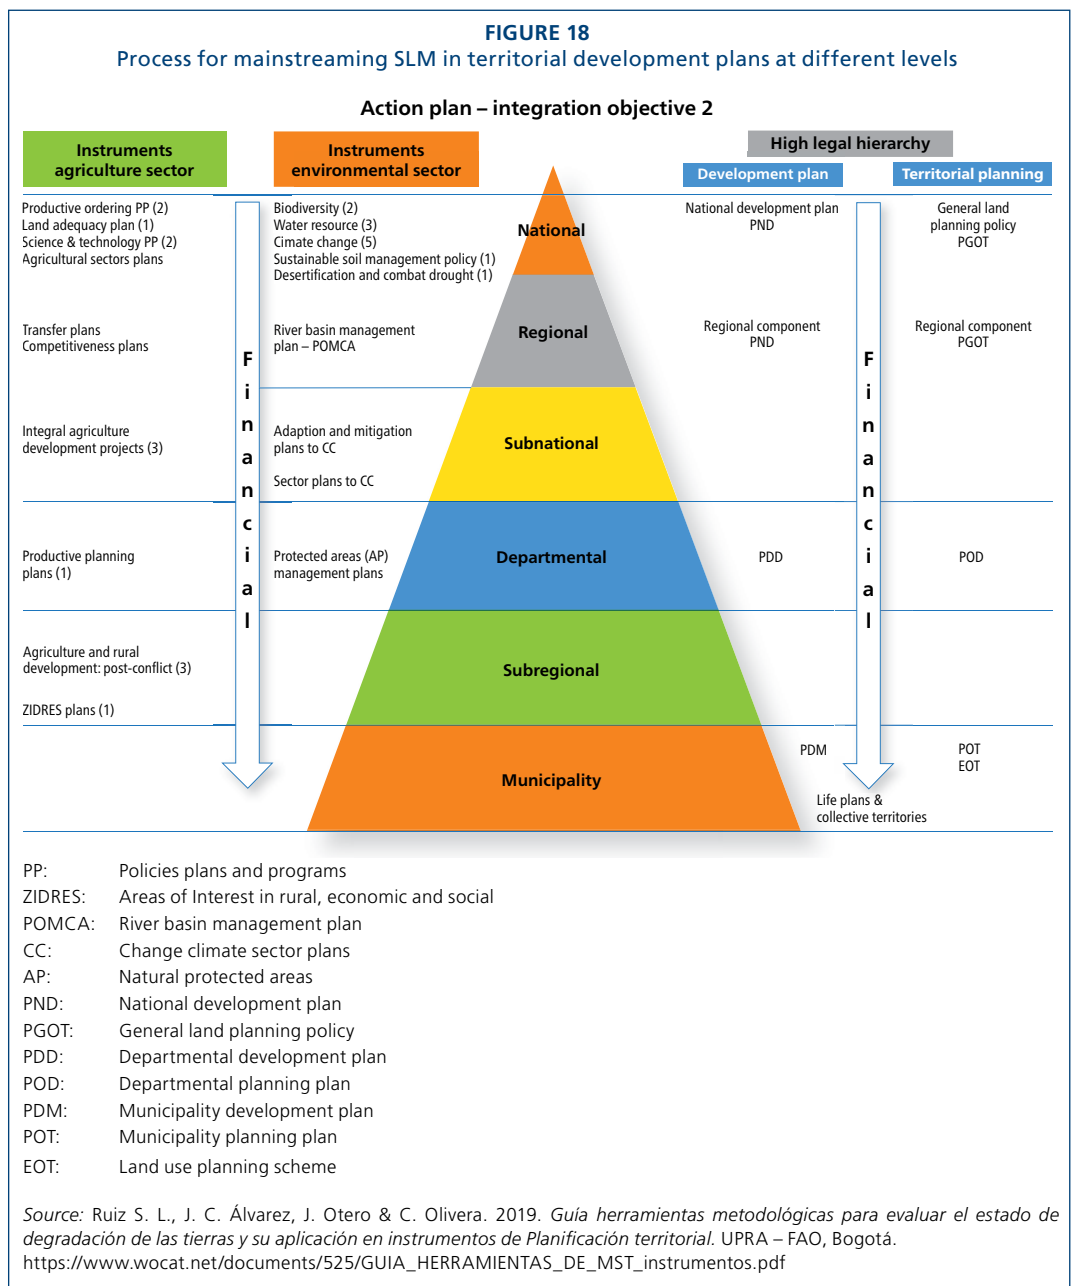 FIGURE 18
Process for mainstreaming SLM in territorial development plans at different levels
Action plan – integration objective 2
Instruments
agriculture sector
Instruments
environmental sector
High legal hierarchy
Development plan
Territorial planning
Productive ordering PP (2)
Land adequacy plan (1)
Science & technology PP (2)
Agricultural sectors plans
Biodiversity (2)
Water resource (3)
Cimate change (5)
Sustainable soil management policy (1)
Desertification and combat drought (1)
National
National development plan
PND
General land
planning policy
PGOT
Transfer plans
Competitiveness plans
River basin management
plan – POMCA
Regional
Regional component
PND
Regional component
PGOT
Financial
Financial
Integral agriculture
development projects (3)
Adaption and mitigation
plans to CC
Sector plans to CC
Subnational
Productive planning
plans (1)
Protected areas (AP)
management plans
Departmental
PDD
POD
Agriculture and rural
development: post-conflict (3)
ZIDRES plans (1)
Subregional
Municipality
PDM
POT
EOT
Life plans &
collective territories
PP: Policies plans and programs
ZIDRES: Areas of Interest in rural, economic and social
POMCA: River basin management plan
CC: Change climate sector plans
AP: Natural protected areas
PND: National development plan
PGOT: General land planning policy
PDD: Departmental development plan
POD: Departmental planning plan
PDM: Municipality development plan
POT: Municipality planning plan
EOT: Land use planning scheme
Source: Ruiz S. L., J. C. Álvarez, J. Otero & C. Olivera. 2019. Guía herramientas metodológicas para evaluar el estado de
degradación de las tierras y su aplicación en instrumentos de Planificación territorial. UPRA – FAO, Bogotá.
https://www.wocat.net/documents/525/GUIA_HERRAMIENTAS_DE_MST_instrumentos.pdf